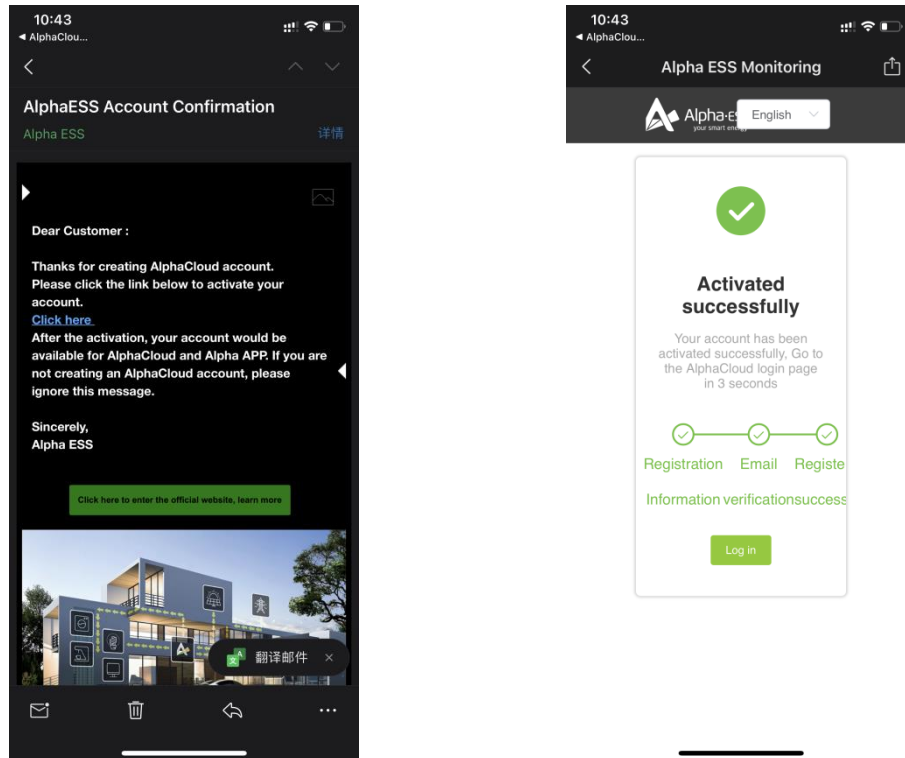 10:43
◀ AlphaClou...
AlphaESS Account Confirmation
Alpha ESS
详情
Dear Customer :
Thanks for creating AlphaCloud account.
Please click the link below to activate your
account.
Click here
After the activation, your account would be
available for AlphaCloud and Alpha APP. If you are
not creating an AlphaCloud account, please
ignore this message.
Sincerely,
Alpha ESS
Click here to enter the official website, learn more
翻译邮件
10:43
◀ AlphaClou...
Alpha ESS Monitoring
Alpha-ES
your smart energy
English
Activated
successfully
Your account has been
activated successfully, Go to
the AlphaCloud login page
in 3 seconds
Registration Email Registe
Information verification success
Log in